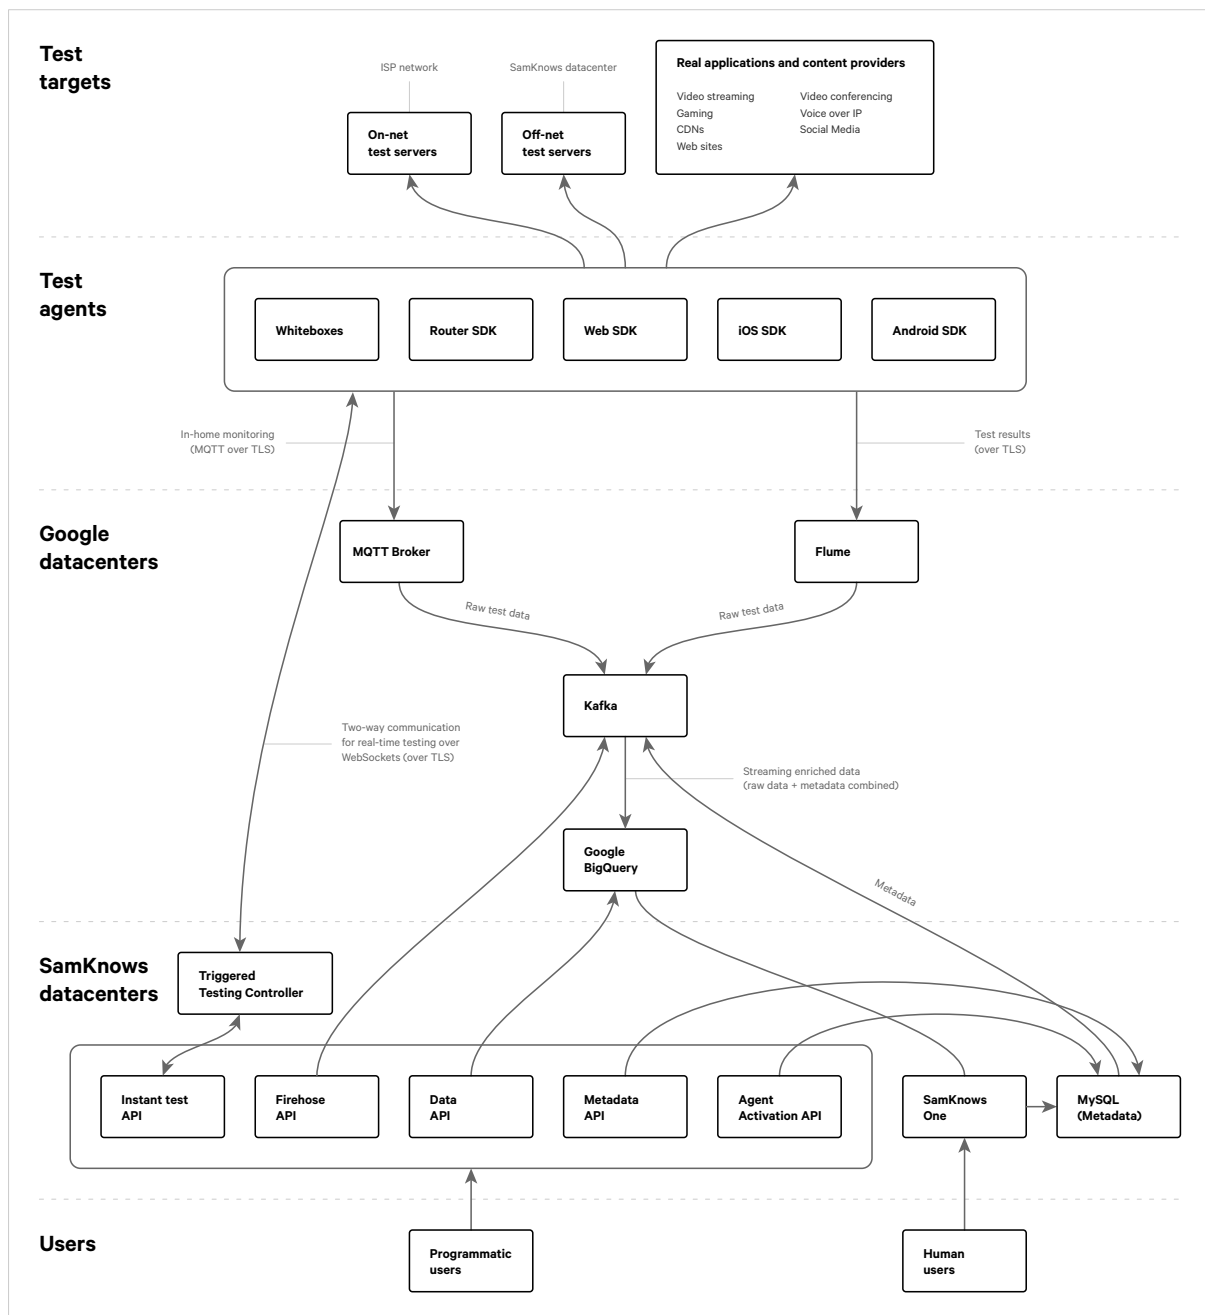 Test
targets
ISP network
SamKnows datacenter
On-net
test servers
Off-net
test servers
Real applications and content providers
Video streaming
Gaming
CDNs
Web sites
Video conferencing
Voice over IP
Social Media
Test
agents
Whiteboxes
Router SDK
Web SDK
iOS SDK
Android SDK
In-home monitoring
(MQTT over TLS)
Test results
(over TLS)
Google
datacenters
MQTT Broker
Flume
Raw test data
Raw test data
Kafka
Two-way communication
for real-time testing over
WebSockets (over TLS)
Streaming enriched data
(raw data + metadata combined)
Google
BigQuery
Metadata
SamKnows
datacenters
Triggered
Testing Controller
Instant test
API
Firehose
API
Data
API
Metadata
API
Agent
Activation API
SamKnows
One
MySQL
(Metadata)
Users
Programmatic
users
Human
users